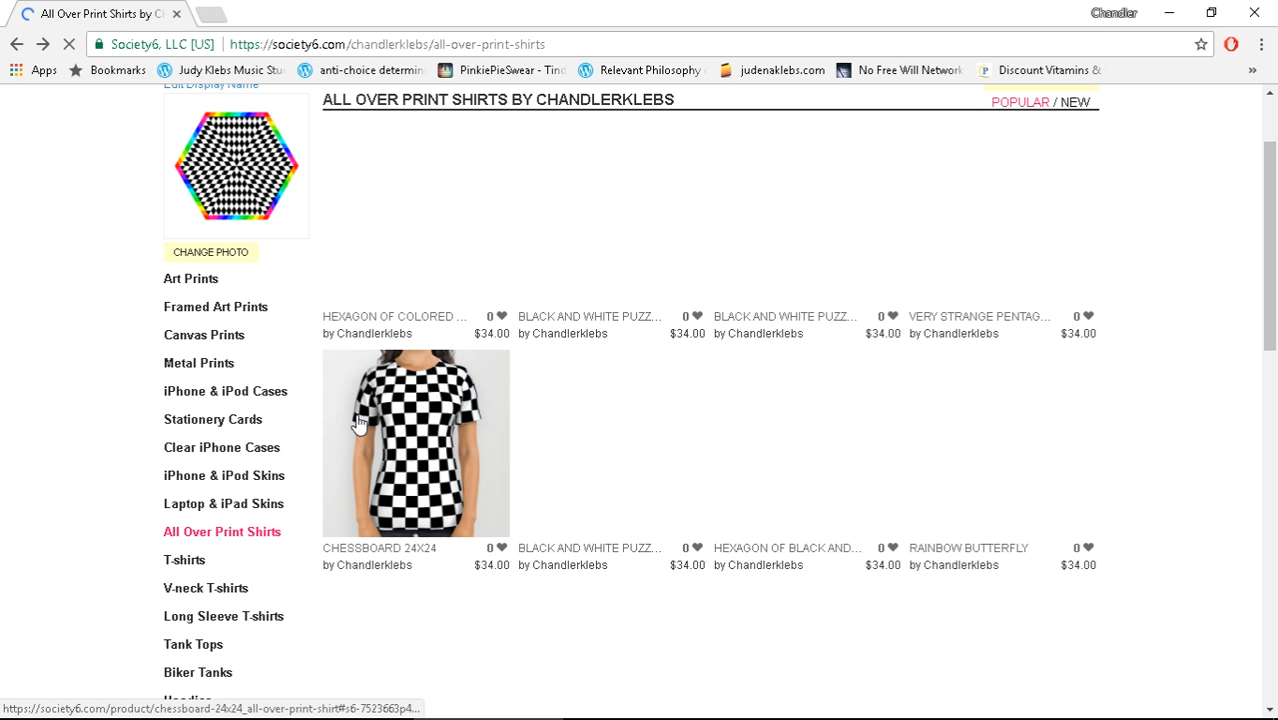 All Over Print Shirts by Cl
Chandler
Society6, LLC [US]
https://society6.com/chandlerklebs/all-over-print-shirts
Apps
Bookmarks
Judy Klebs Music Stu
anti-choice determin
PinkiePieSwear - Tind
Relevant Philosophy
judenaklebs.com
No Free Will Network
Discount Vitamins &
»
Edit Display Name
ALL OVER PRINT SHIRTS BY CHANDLERKLEBS
POPULAR / NEW
CHANGE PHOTO
Art Prints
Framed Art Prints
Canvas Prints
Metal Prints
iPhone & iPod Cases
Stationery Cards
Clear iPhone Cases
iPhone & iPod Skins
Laptop & iPad Skins
All Over Print Shirts
T-shirts
V-neck T-shirts
Long Sleeve T-shirts
Tank Tops
Biker Tanks
Hoodies
HEXAGON OF COLORED ... 0
by Chandlerklebs $34.00
BLACK AND WHITE PUZZ... 0
by Chandlerklebs $34.00
BLACK AND WHITE PUZZ... 0
by Chandlerklebs $34.00
VERY STRANGE PENTAG... 0
by Chandlerklebs $34.00
CHESSBOARD 24X24 0
by Chandlerklebs $34.00
BLACK AND WHITE PUZZ... 0
by Chandlerklebs $34.00
HEXAGON OF BLACK AND... 0
by Chandlerklebs $34.00
RAINBOW BUTTERFLY 0
by Chandlerklebs $34.00
https://society6.com/product/chessboard-24x24_all-over-print-shirt#s6-7523663p4...